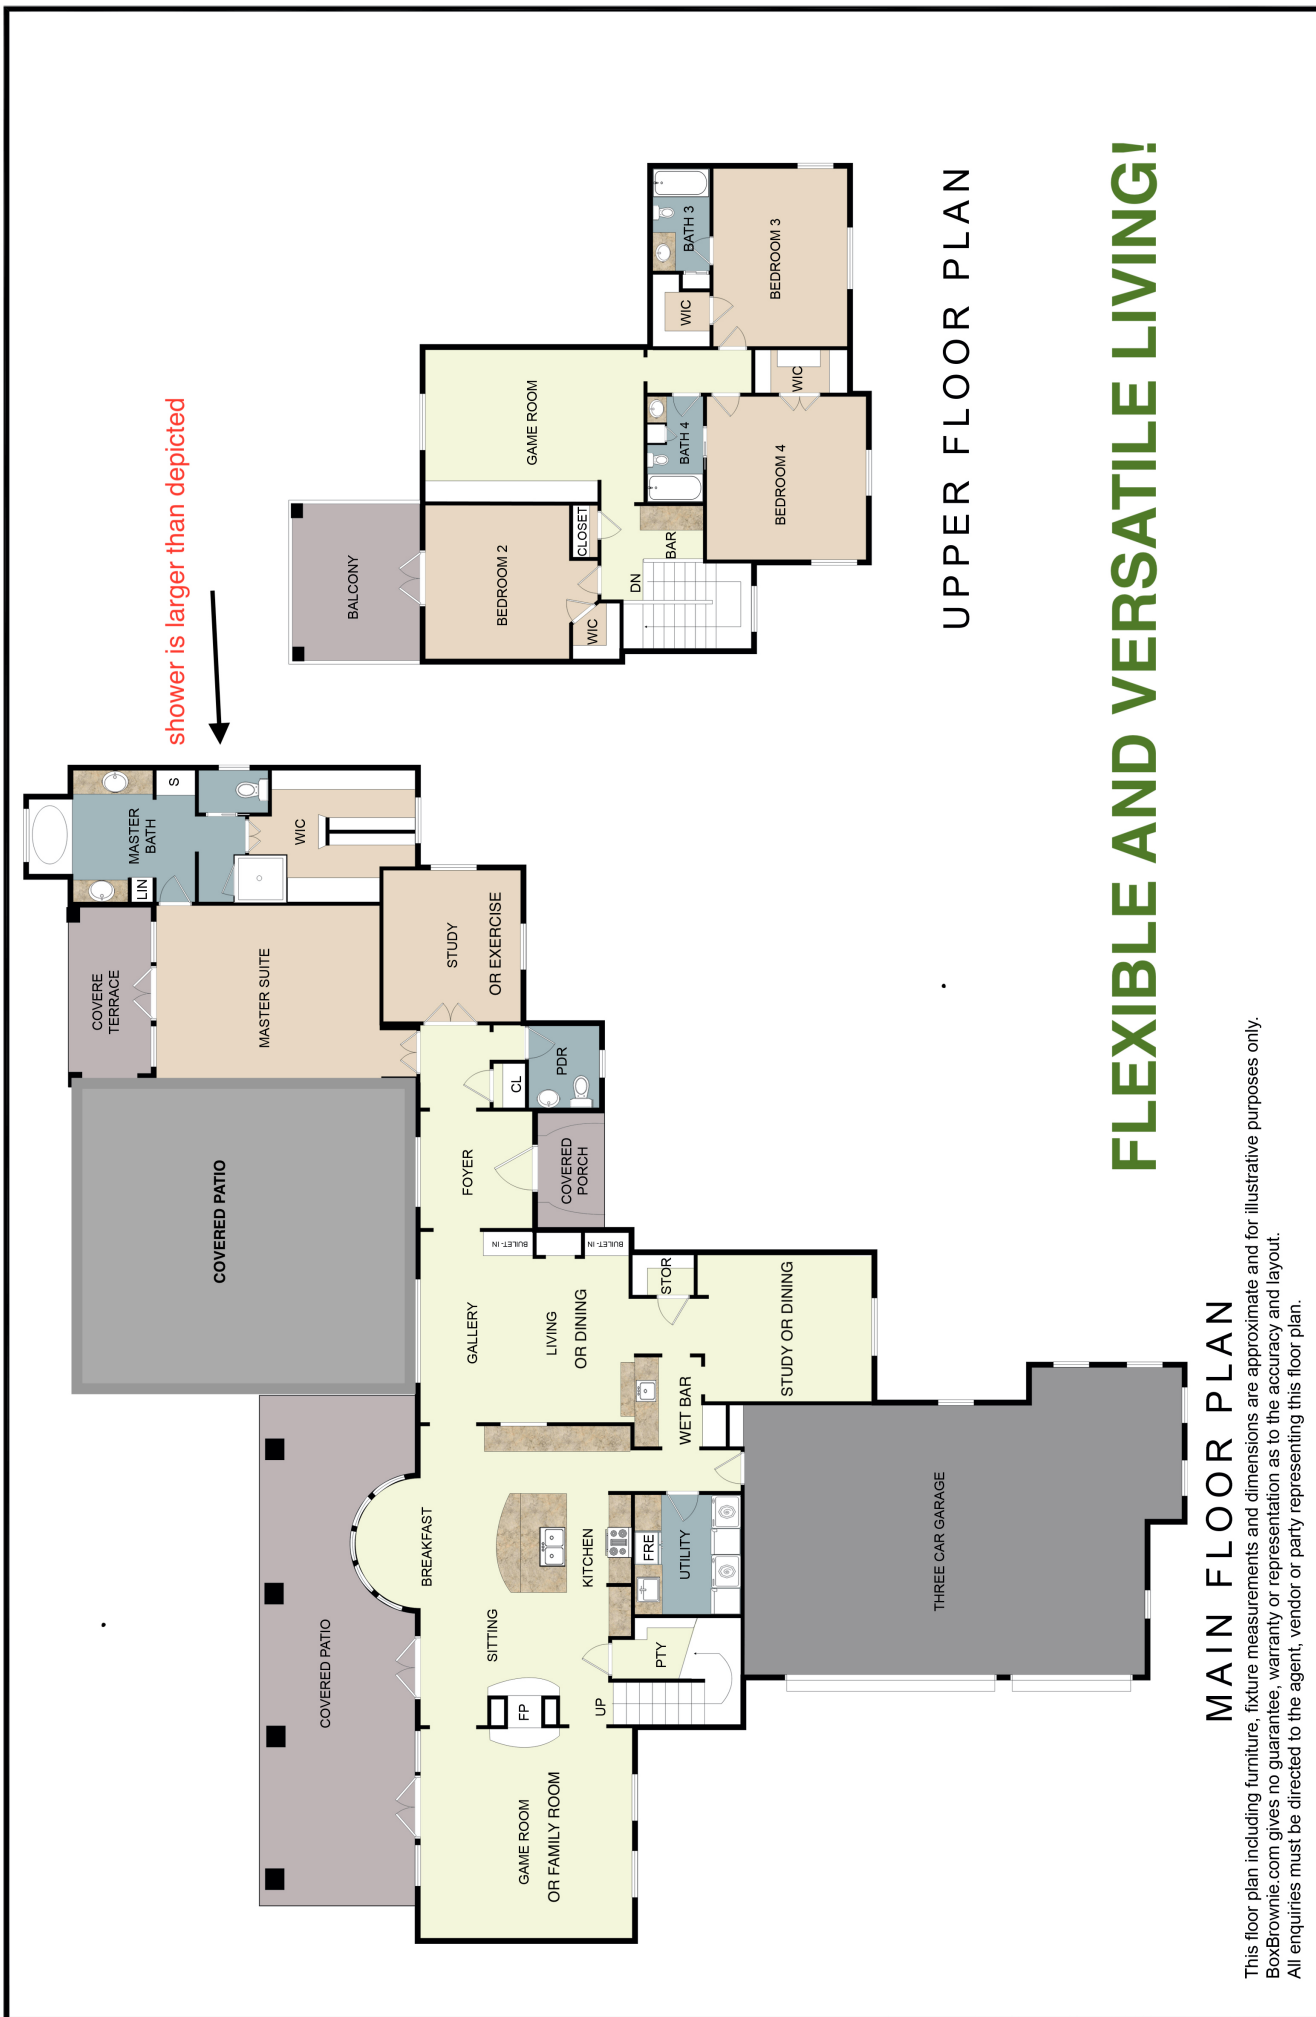 shower is larger than depicted
MASTER
BATH
S
LIN
WIC
COVERE
TERRACE
MASTER SUITE
STUDY
OR EXERCISE
COVERED PATIO
FOYER
CL
PDR
COVERED
PORCH
BUILET-IN
BUILET-IN
GALLERY
LIVING
OR DINING
STOR
STUDY OR DINING
WET BAR
COVERED PATIO
BREAKFAST
SITTING
KITCHEN
FRE
UTILITY
PTY
UP
FP
GAME ROOM
OR FAMILY ROOM
THREE CAR GARAGE
MAIN FLOOR PLAN
BALCONY
BEDROOM 2
CLOSET
WIC
GAME ROOM
DN
BAR
BATH 4
BATH 3
WIC
BEDROOM 3
WIC
BEDROOM 4
UPPER FLOOR PLAN
FLEXIBLE AND VERSATILE LIVING!
This floor plan including furniture, fixture measurements and dimensions are approximate and for illustrative purposes only.
BoxBrownie.com gives no guarantee, warranty or representation as to the accuracy and layout.
All enquiries must be directed to the agent, vendor or party representing this floor plan.